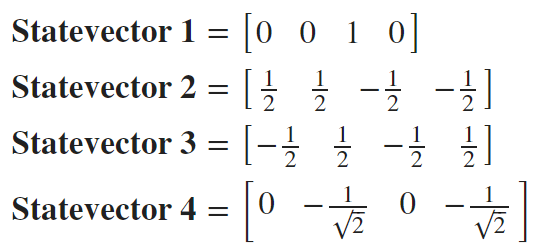 Statevector 1 = [0 0 1 0]
Statevector 2 = [½ ½ −½ −½]
Statevector 3 = [−½ ½ −½ ½]
Statevector 4 = [0 −1/√2 0 −1/√2]